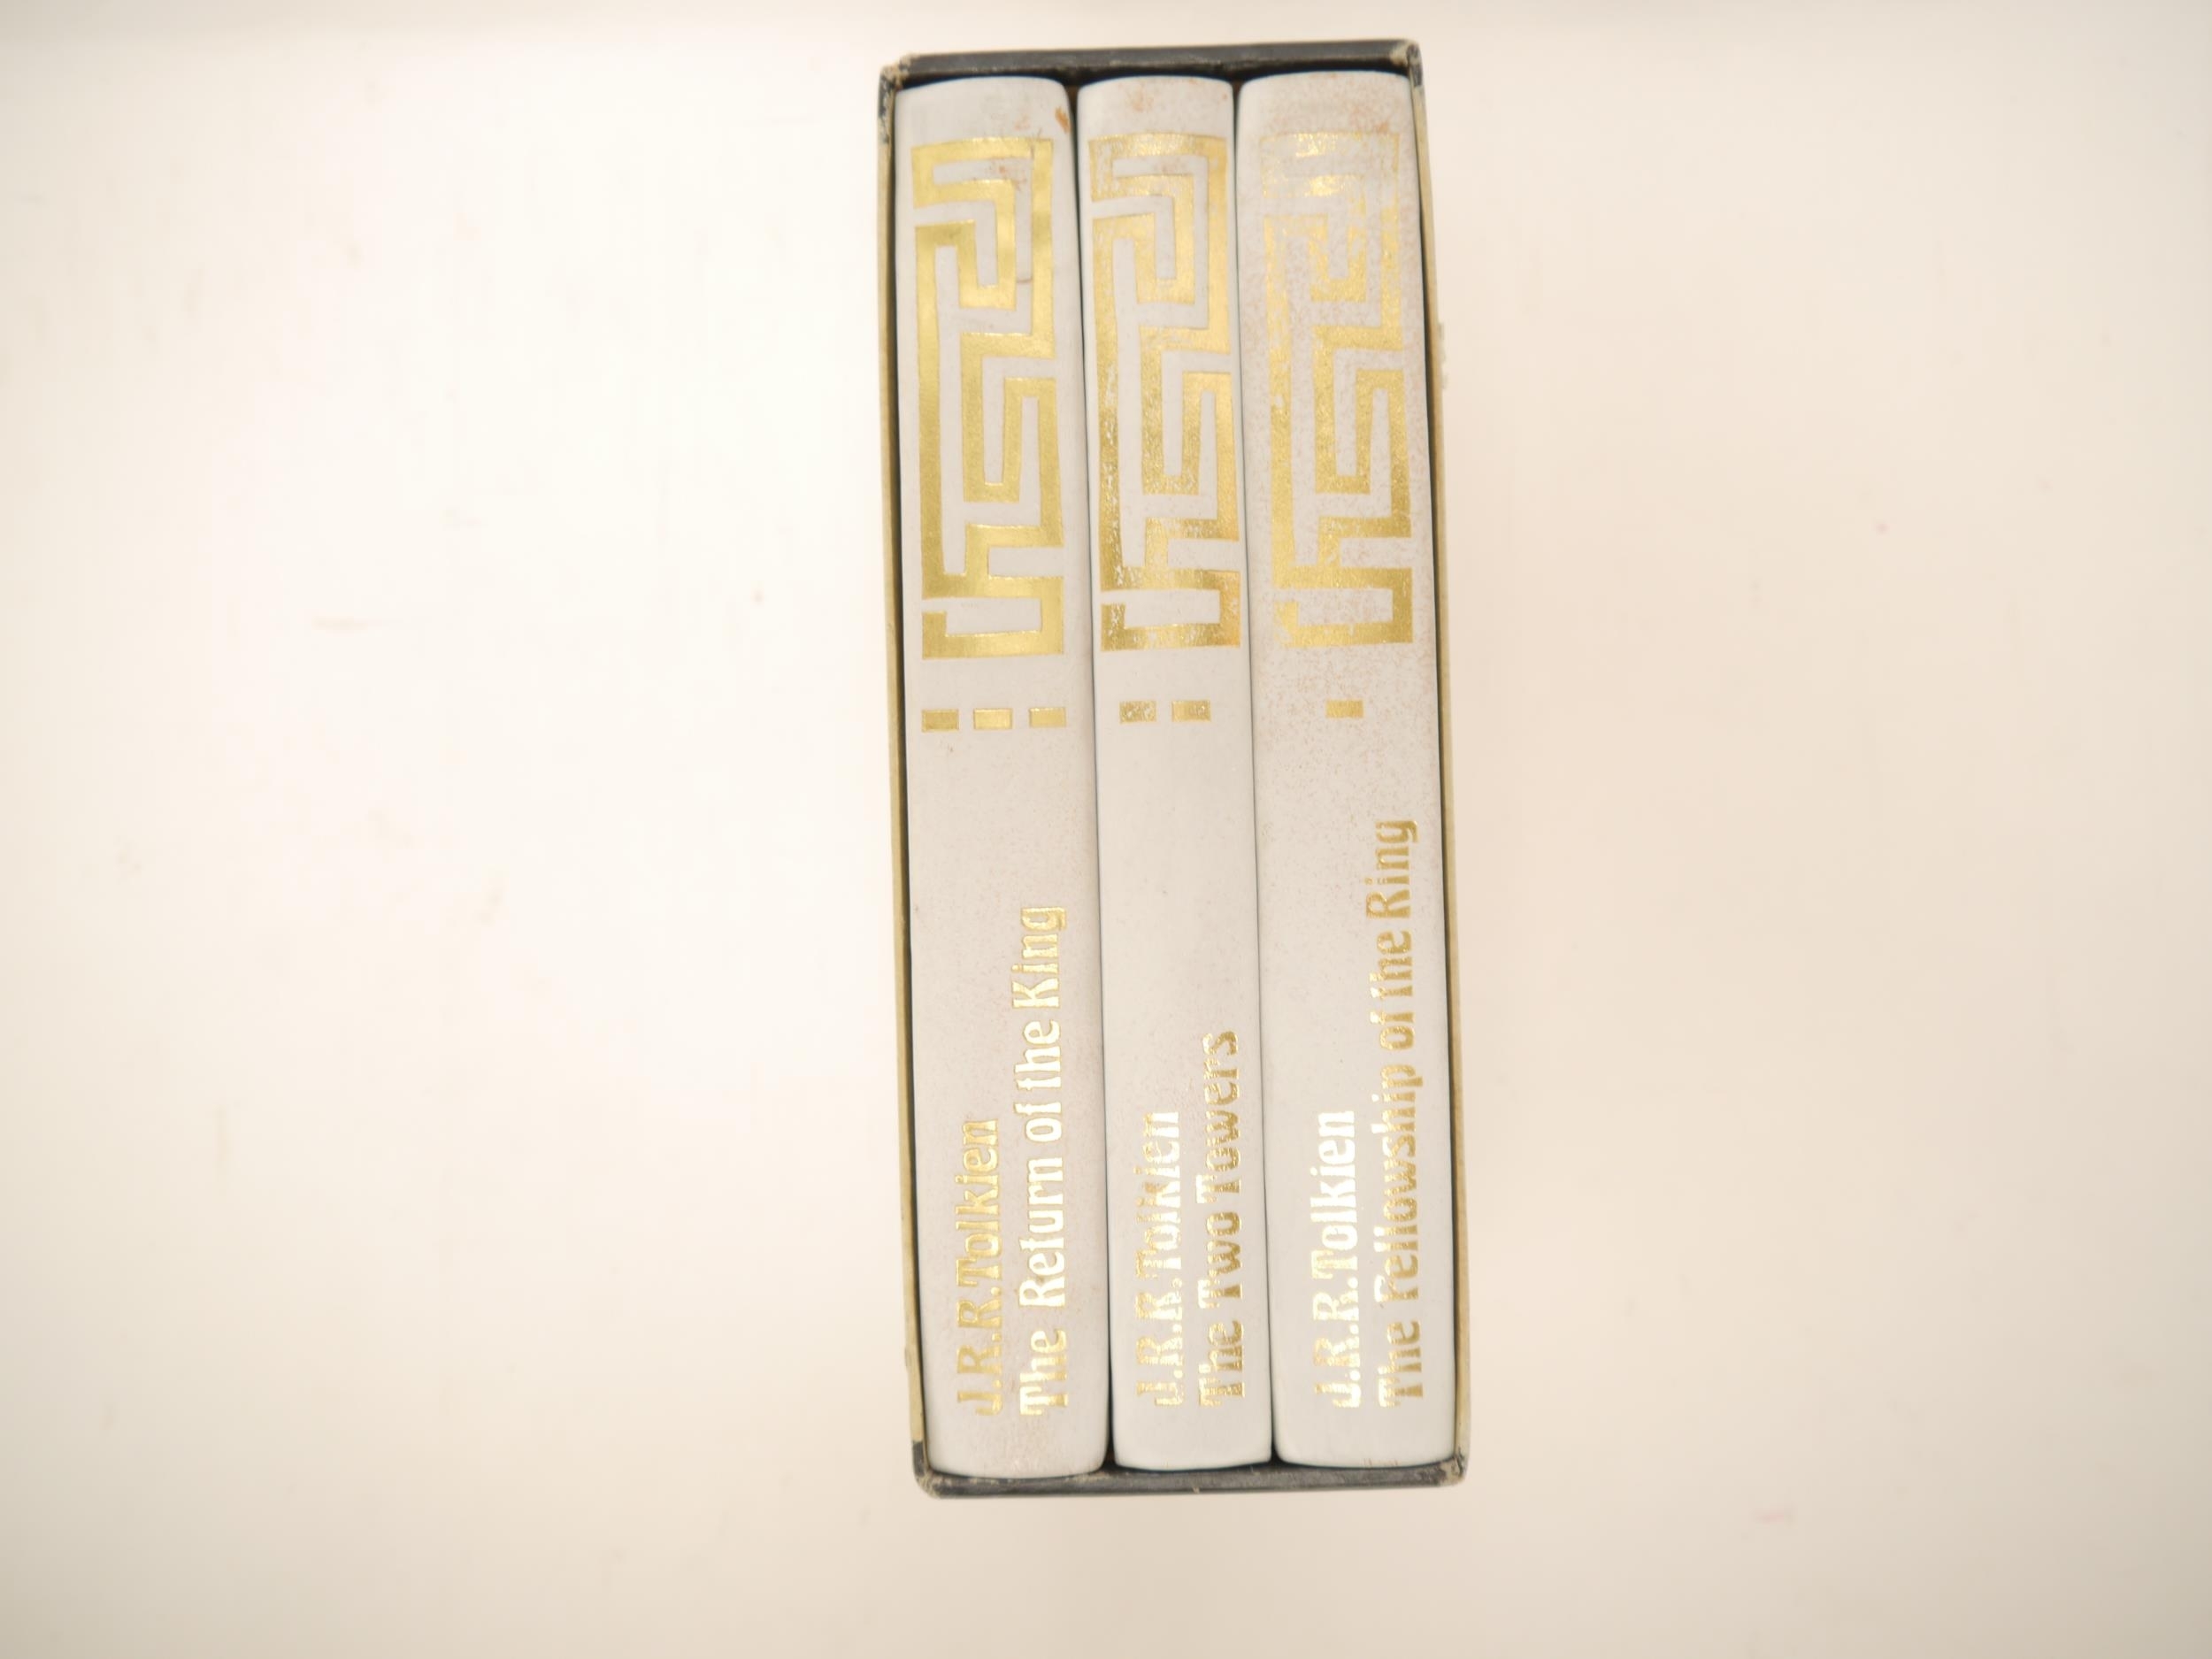 J.R.R.Tolkien
The Return of the King
J.R.R.Tolkien
The Two Towers
J.R.R.Tolkien
The Fellowship of the Ring